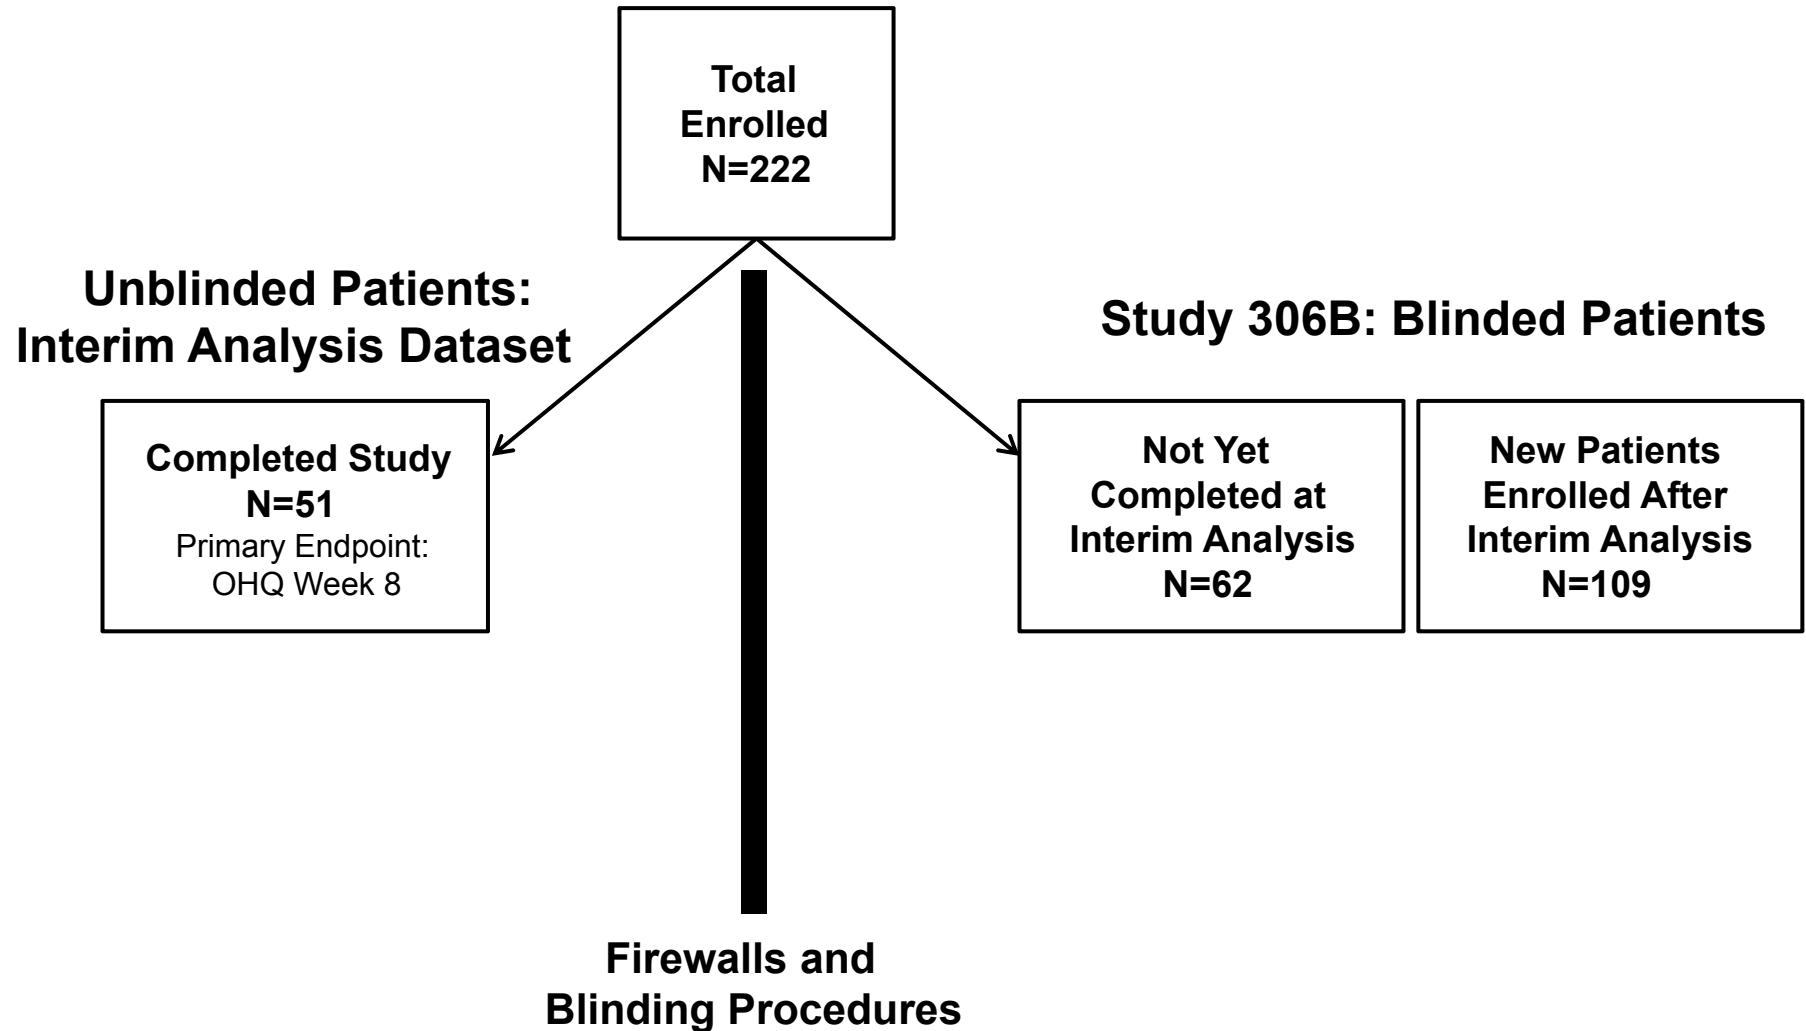 Total
Enrolled
N=222
Unblinded Patients:
Interim Analysis Dataset
Study 306B: Blinded Patients
Completed Study
N=51
Primary Endpoint:
OHQ Week 8
Not Yet
Completed at
Interim Analysis
N=62
New Patients
Enrolled After
Interim Analysis
N=109
Firewalls and
Blinding Procedures